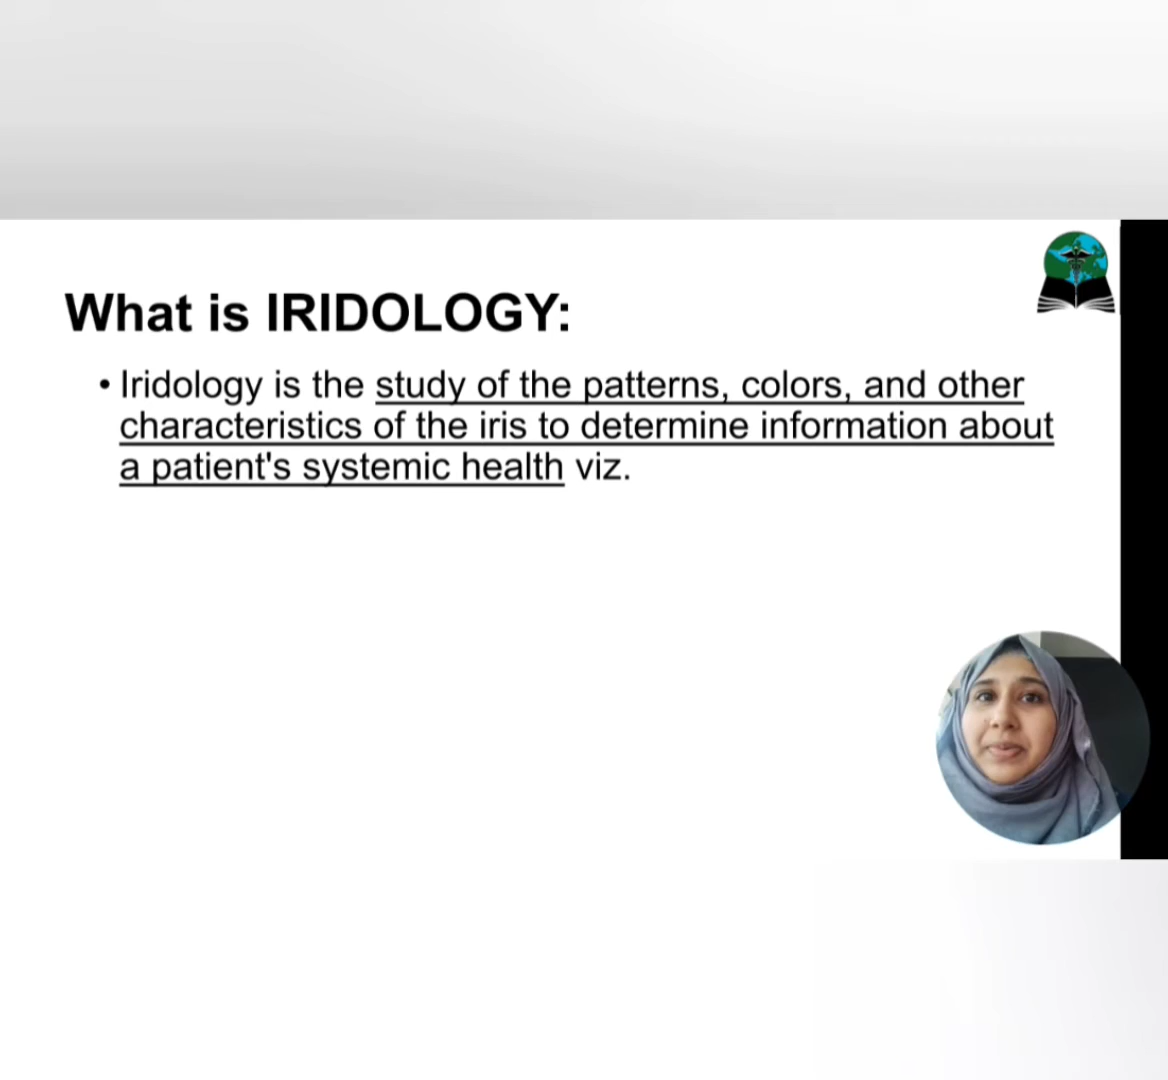 What is IRIDOLOGY:
• Iridology is the study of the patterns, colors, and other
characteristics of the iris to determine information about
a patient's systemic health viz.